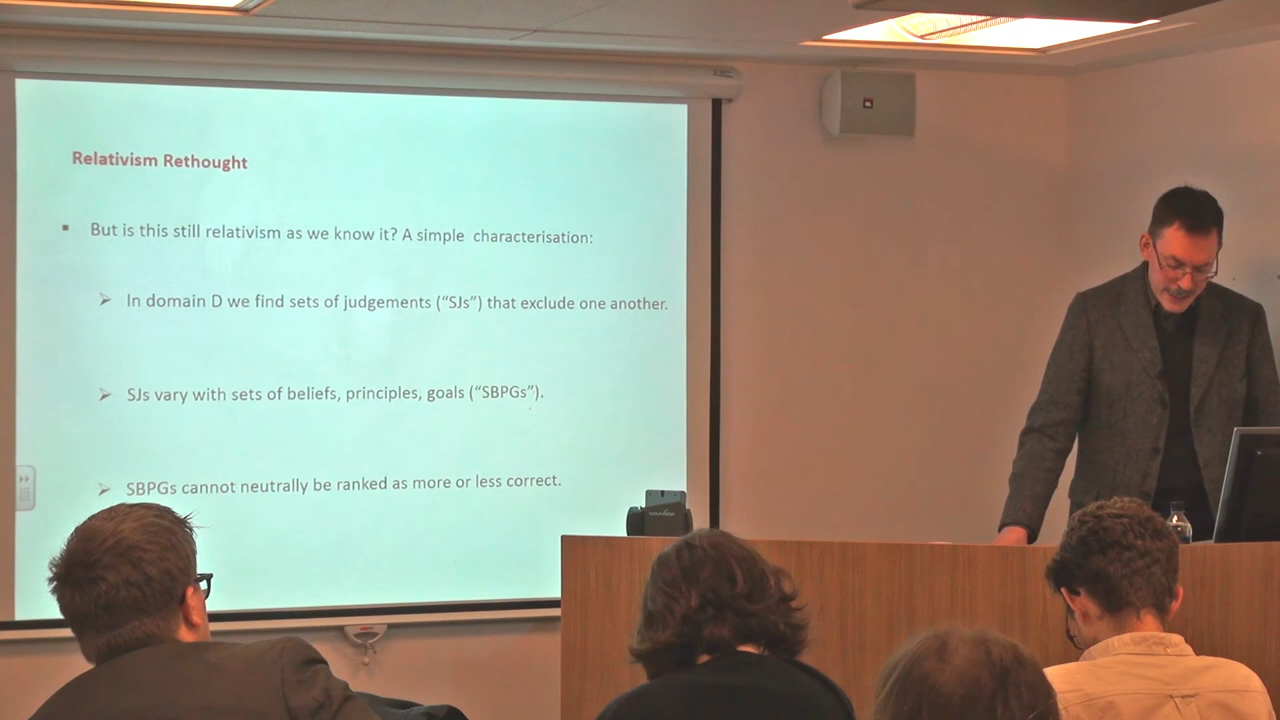 Relativism Rethought
▪ But is this still relativism as we know it? A simple characterisation:
➢ In domain D we find sets of judgements (“SJs”) that exclude one another.
➢ SJs vary with sets of beliefs, principles, goals (“SBPGs”).
➢ SBPGs cannot neutrally be ranked as more or less correct.
JBL